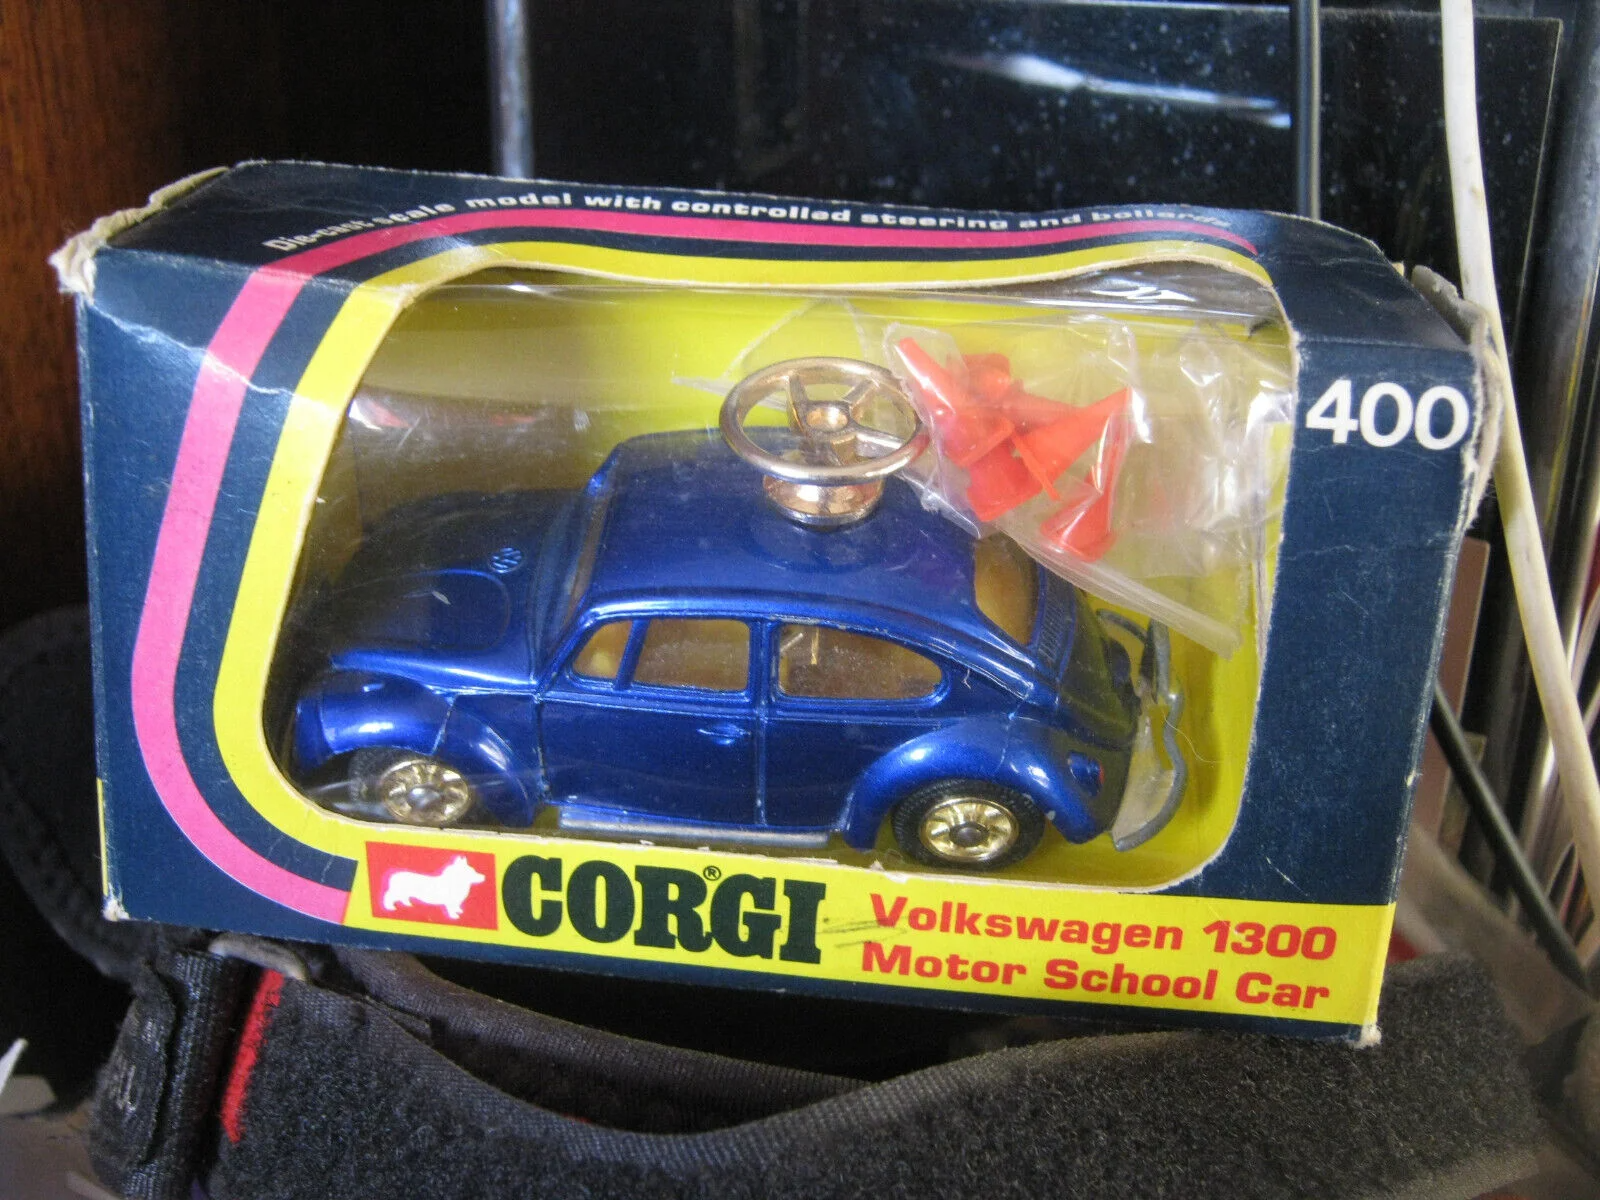 Die-cast scale model with controlled steering and bollards
400
CORGI®
Volkswagen 1300
Motor School Car